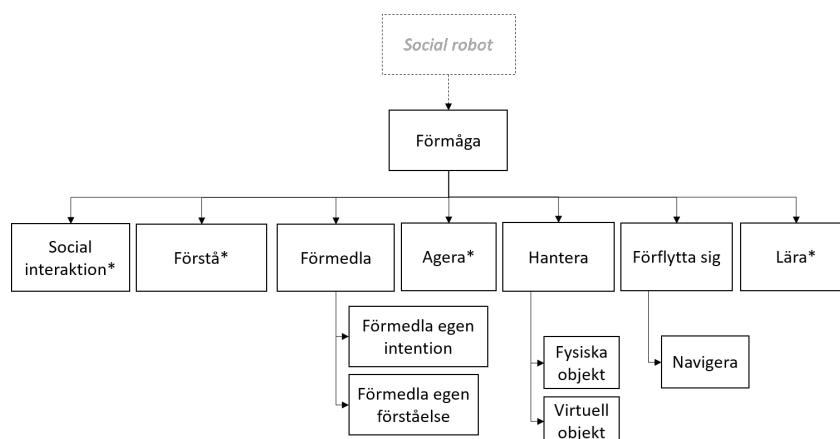 Social robot
Förmåga
Social
interaktion*
Förstå*
Förmedla
Agera*
Hantera
Förflytta sig
Lära*
Förmedla egen
intention
Förmedla egen
förståelse
Fysiska
objekt
Virtuell
objekt
Navigera